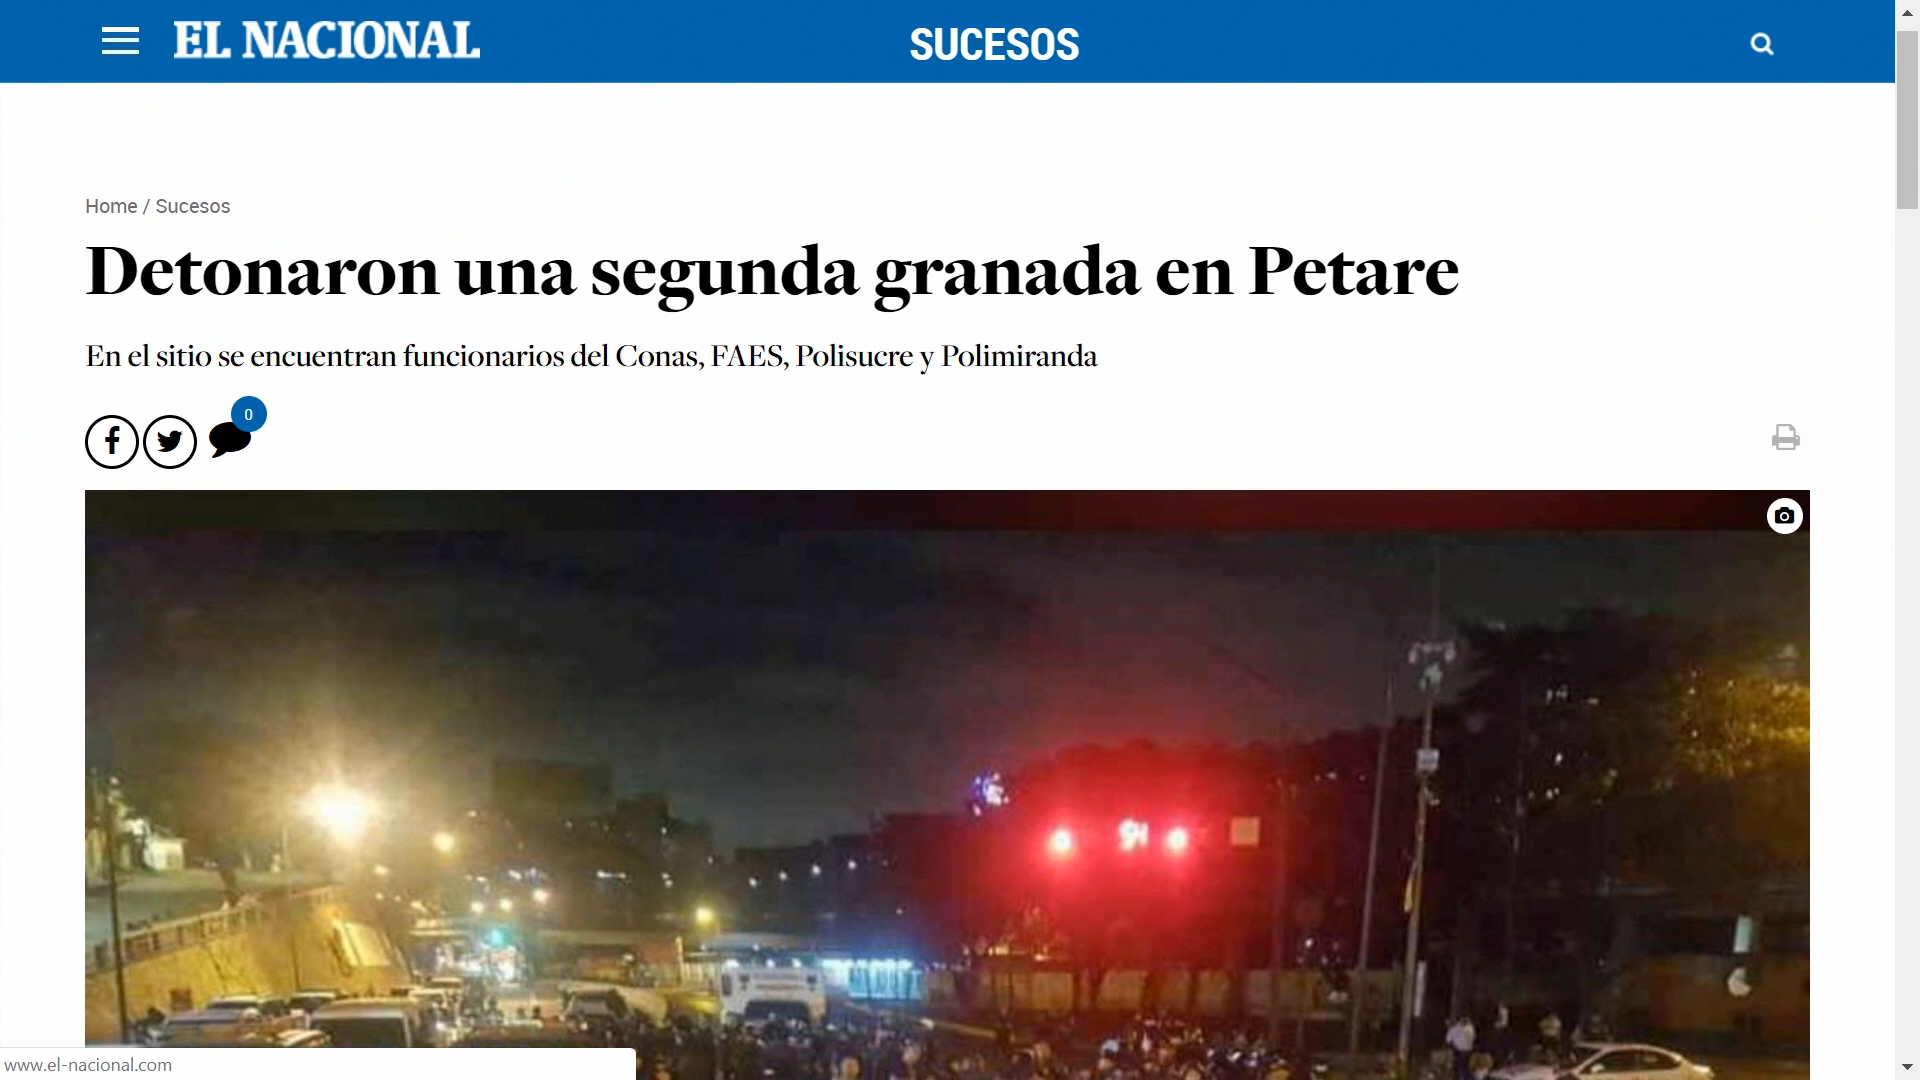 EL NACIONAL
SUCESOS
Home / Sucesos
Detonaron una segunda granada en Petare
En el sitio se encuentran funcionarios del Conas, FAES, Polisucre y Polimiranda
0
www.el-nacional.com